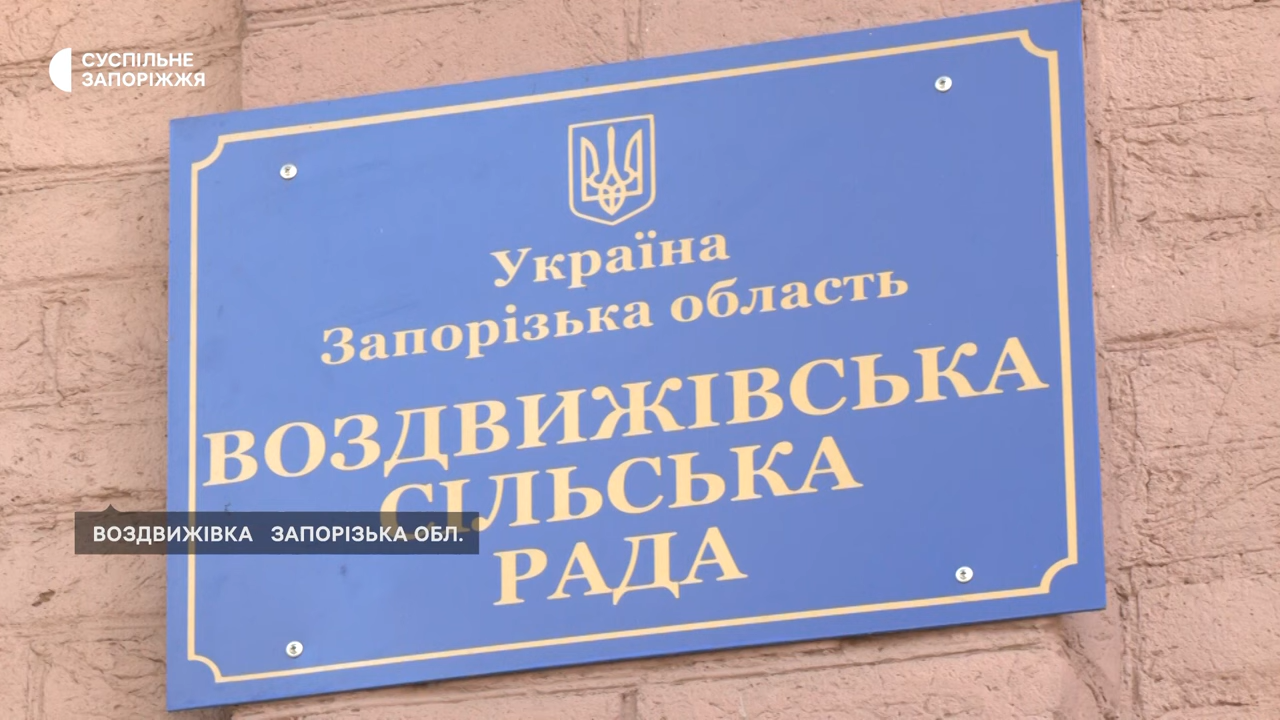 СУСПІЛЬНЕ
ЗАПОРІЖЖЯ
Україна
Запорізька область
ВОЗДВИЖІВСЬКА
СІЛЬСЬКА
РАДА
ВОЗДВИЖІВКА ЗАПОРІЗЬКА ОБЛ.